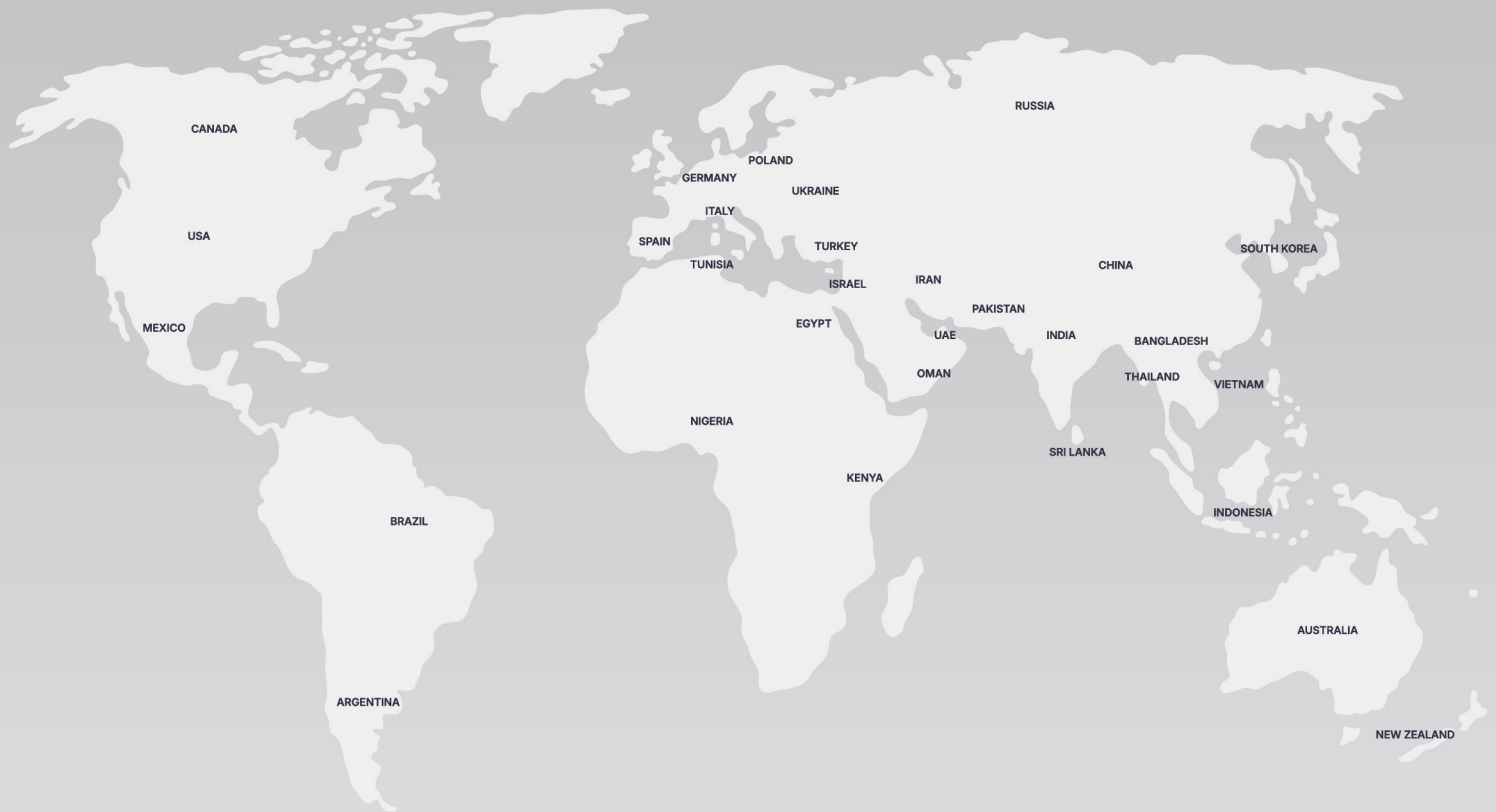 RUSSIA
CANADA
POLAND
GERMANY
UKRAINE
ITALY
USA
SPAIN
TURKEY
SOUTH KOREA
TUNISIA
CHINA
ISRAEL
IRAN
PAKISTAN
EGYPT
MEXICO
UAE
INDIA
BANGLADESH
OMAN
THAILAND
VIETNAM
NIGERIA
SRI LANKA
KENYA
INDONESIA
BRAZIL
AUSTRALIA
ARGENTINA
NEW ZEALAND